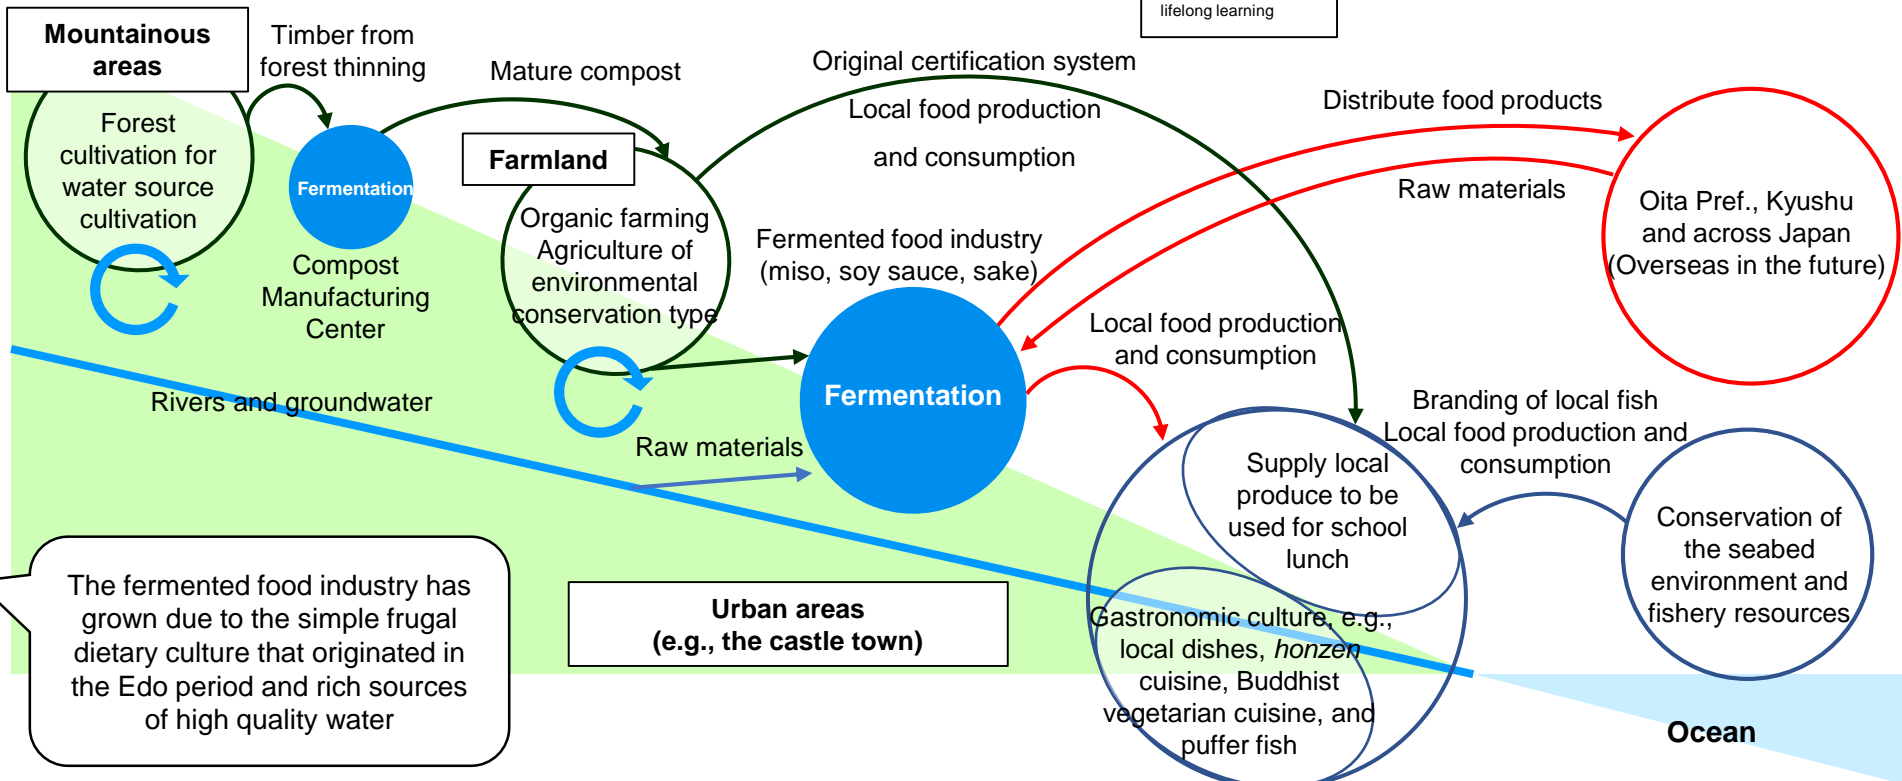 lifelong learning
Mountainous
areas
Timber from
forest thinning
Mature compost
Original certification system
Local food production
and consumption
Distribute food products
Forest
cultivation for
water source
cultivation
Fermentation
Compost
Manufacturing
Center
Farmland
Organic farming
Agriculture of
environmental
conservation type
Fermented food industry
(miso, soy sauce, sake)
Raw materials
Oita Pref., Kyushu
and across Japan
(Overseas in the future)
Local food production
and consumption
Fermentation
Rivers and groundwater
Raw materials
Branding of local fish
Local food production and
consumption
Supply local
produce to be
used for school
lunch
Conservation of
the seabed
environment and
fishery resources
The fermented food industry has
grown due to the simple frugal
dietary culture that originated in
the Edo period and rich sources
of high quality water
Urban areas
(e.g., the castle town)
Gastronomic culture, e.g.,
local dishes, honzen
cuisine, Buddhist
vegetarian cuisine, and
puffer fish
Ocean